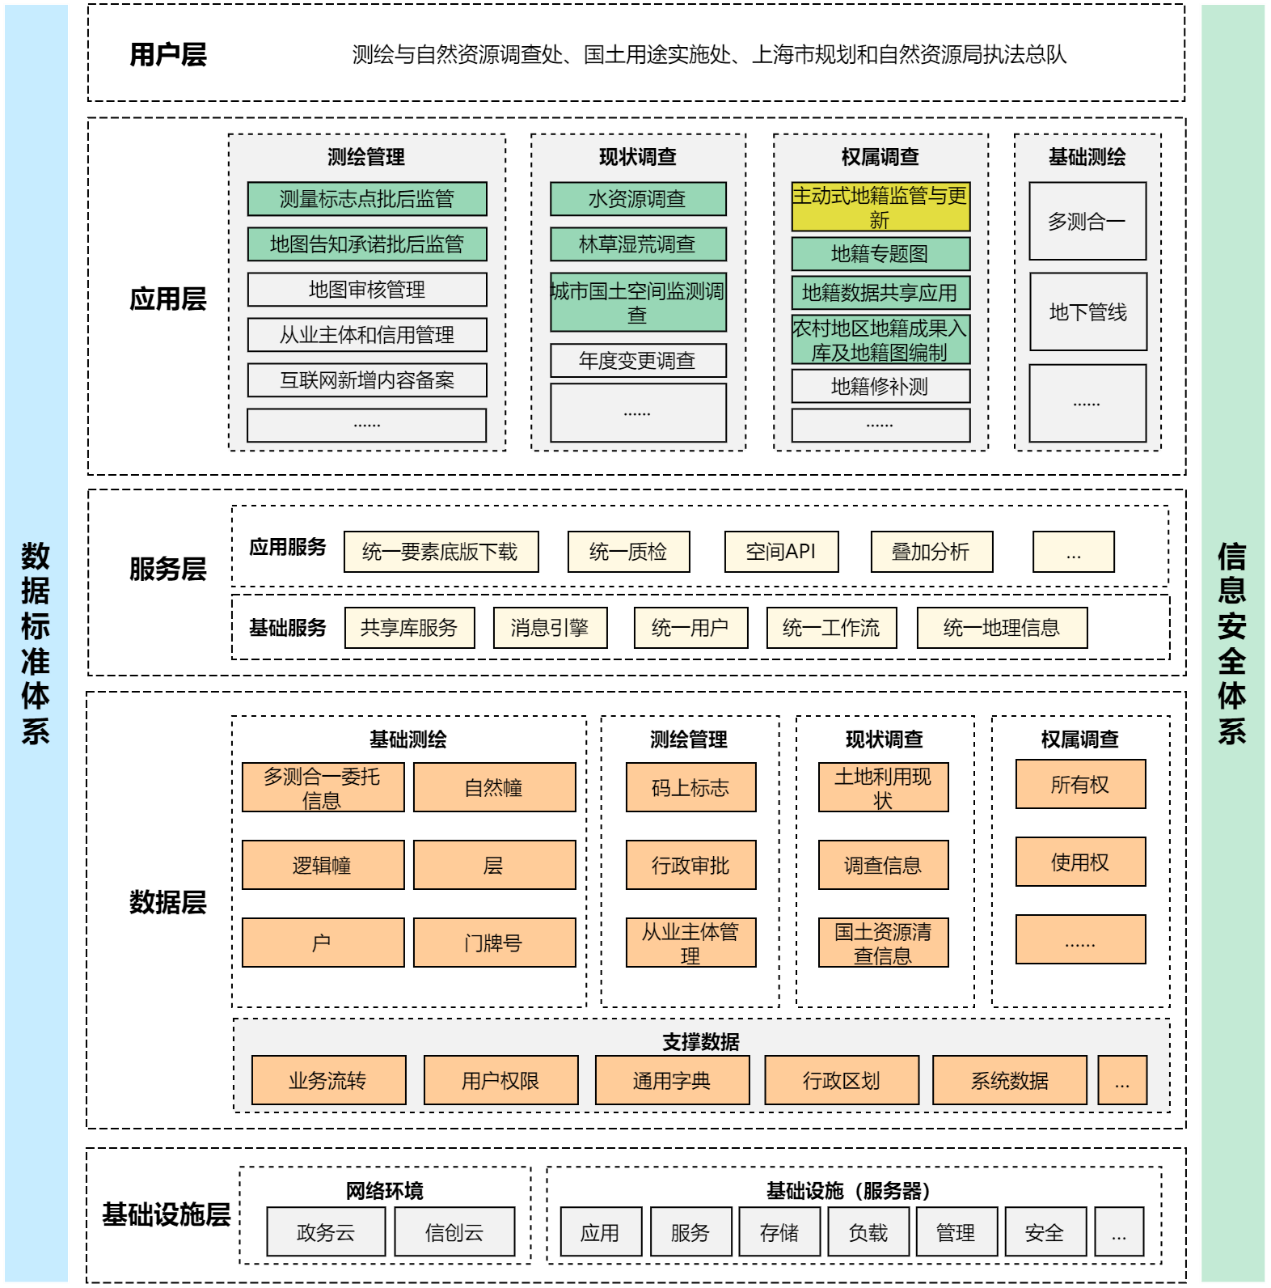 数据标准体系
用户层
测绘与自然资源调查处、国土用途实施处、上海市规划和自然资源局执法总队
应用层
测绘管理
测量标志点批后监管
地图告知承诺批后监管
地图审核管理
从业主体和信用管理
互联网新增内容备案
......
现状调查
水资源调查
林草湿荒调查
城市国土空间监测调
查
年度变更调查
......
权属调查
主动式地籍监管与更
新
地籍专题图
地籍数据共享应用
农村地区地籍成果入
库及地籍图编制
地籍修补测
......
基础测绘
多测合一
地下管线
......
服务层
应用服务
统一要素底版下载
统一质检
空间API
叠加分析
...
基础服务
共享库服务
消息引擎
统一用户
统一工作流
统一地理信息
数据层
基础测绘
多测合一委托
信息
自然幢
逻辑幢
层
户
门牌号
测绘管理
码上标志
行政审批
从业主体管
理
现状调查
土地利用现
状
调查信息
国土资源清
查信息
权属调查
所有权
使用权
......
支撑数据
业务流转
用户权限
通用字典
行政区划
系统数据
...
基础设施层
网络环境
政务云
信创云
基础设施（服务器）
应用
服务
存储
负载
管理
安全
...
信息安全体系